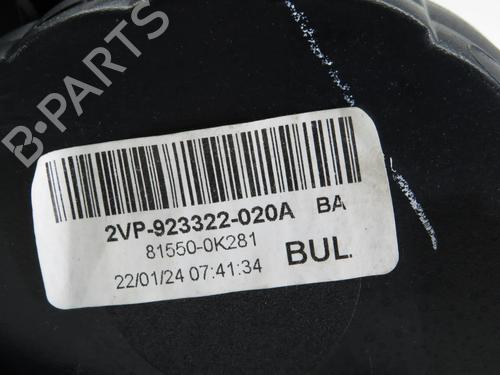 B-PARTS
2VP-923322-020A BA
81550-0K281
22/01/24 07:41:34 BUL.